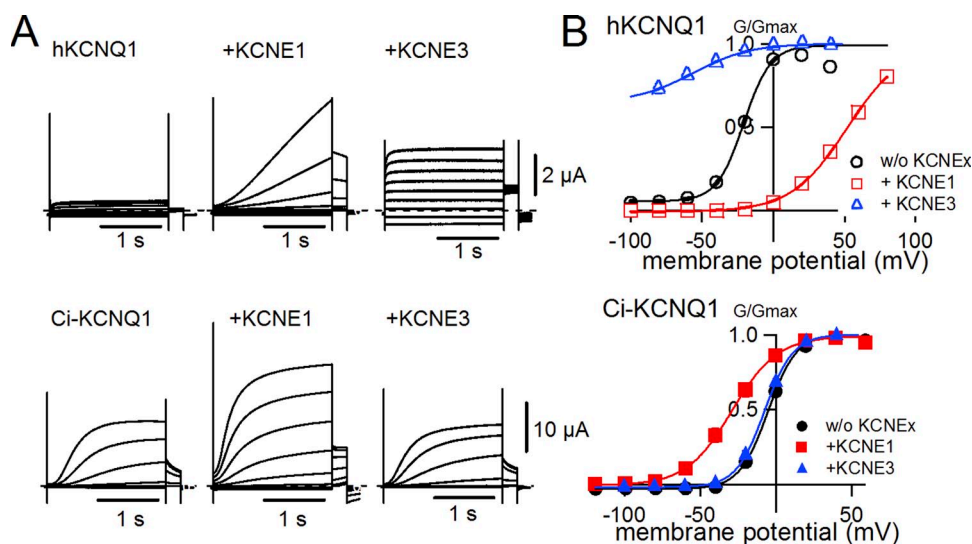 A
hKCNQ1
+KCNE1
+KCNE3
2 µA
1 s
1 s
1 s
Ci-KCNQ1
+KCNE1
+KCNE3
10 µA
1 s
1 s
1 s
B
hKCNQ1
G/Gmax
1.0
0.5
w/o KCNEx
+ KCNE1
+ KCNE3
-100
-50
0
50
100
membrane potential (mV)
Ci-KCNQ1
G/Gmax
1.0
0.5
w/o KCNEx
+KCNE1
+KCNE3
-100
-50
0
50
membrane potential (mV)